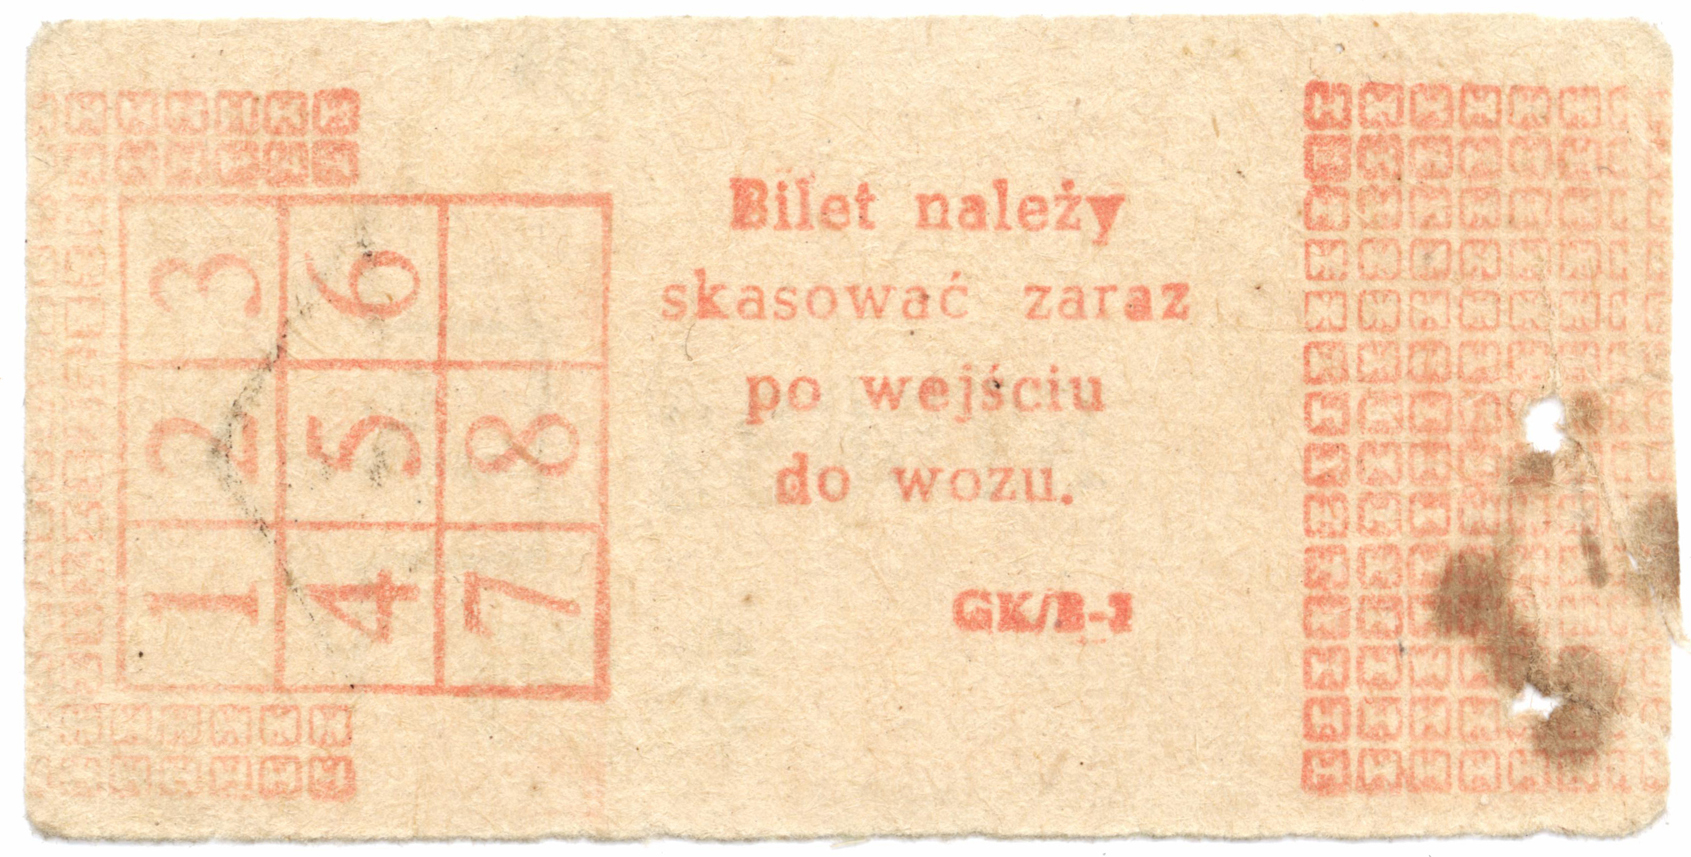 3 6
2 5 8
1 4 7
Bilet należy
skasować zaraz
po wejściu
do wozu.